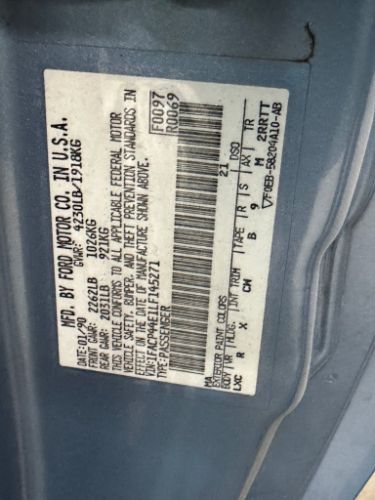 MFD. BY FORD MOTOR CO. IN U.S.A.
DATE: 01/90 GVWR: 4230LB/1918KG
FRONT GAWR: 2262LB 1026KG
REAR GAWR: 2031LB 921KG
THIS VEHICLE CONFORMS TO ALL APPLICABLE FEDERAL MOTOR
VEHICLE SAFETY, BUMPER, AND THEFT PREVENTION STANDARDS IN
EFFECT ON DATE OF MANUFACTURE SHOWN ABOVE.
TYPE: PASSENGER
F0097
R0069
MA 21
EXTERIOR PAINT COLORS DSO
BODY VR MLDG. INT TRIM TAPE R S AX TR
LXC R X CM B 9 M 2RRTT
F0EB-58204A10-AB